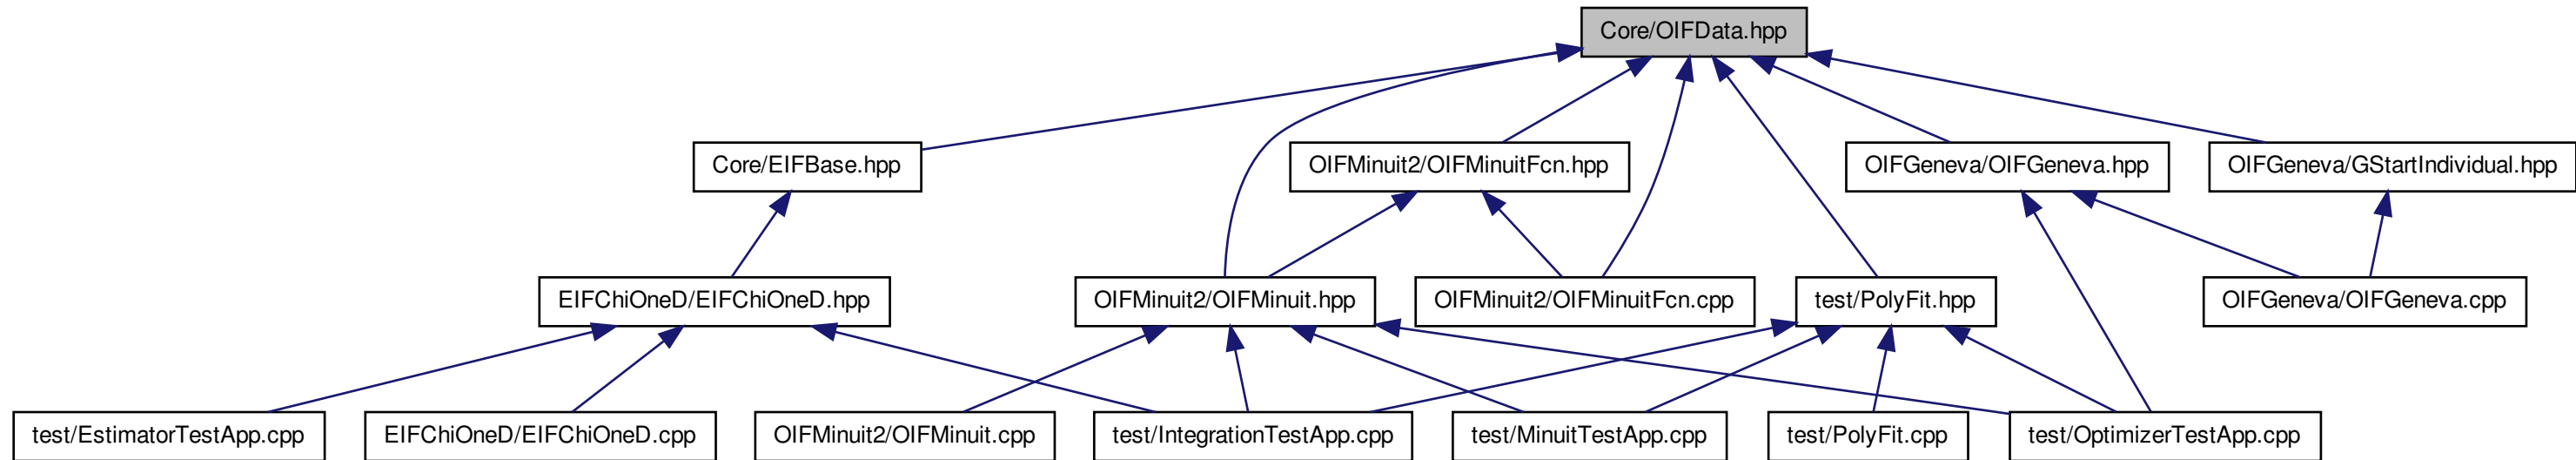 Core/OIFData.hpp
Core/EIFBase.hpp
OIFMinuit2/OIFMinuitFcn.hpp
OIFGeneva/OIFGeneva.hpp
OIFGeneva/GStartIndividual.hpp
EIFChiOneD/EIFChiOneD.hpp
OIFMinuit2/OIFMinuit.hpp
OIFMinuit2/OIFMinuitFcn.cpp
test/PolyFit.hpp
OIFGeneva/OIFGeneva.cpp
test/EstimatorTestApp.cpp
EIFChiOneD/EIFChiOneD.cpp
OIFMinuit2/OIFMinuit.cpp
test/IntegrationTestApp.cpp
test/MinuitTestApp.cpp
test/PolyFit.cpp
test/OptimizerTestApp.cpp